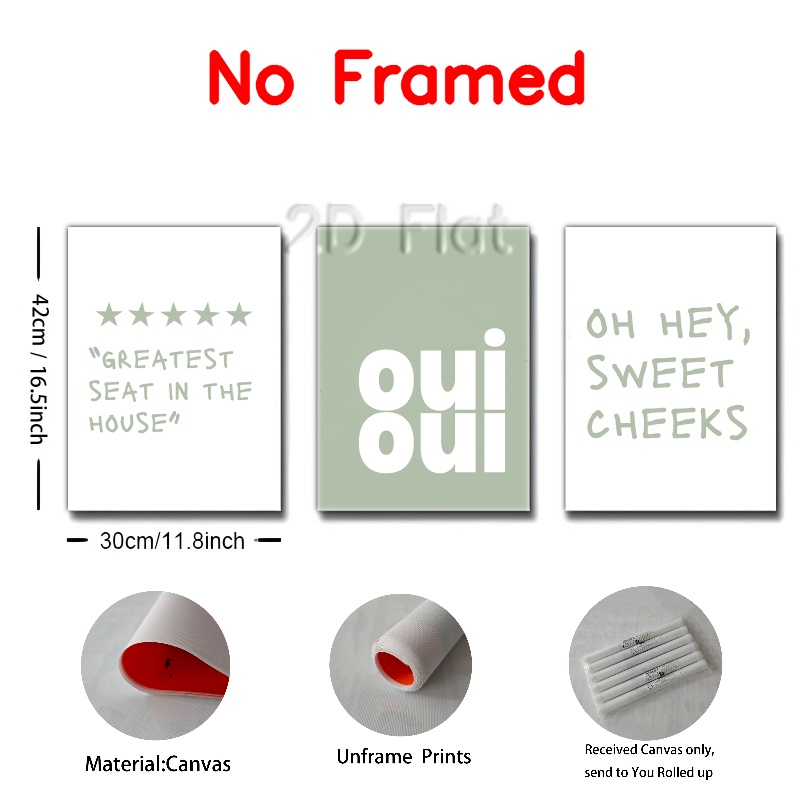 No Framed
2D Flat
★★★★★
"GREATEST
SEAT IN THE
HOUSE"
oui
oui
OH HEY,
SWEET
CHEEKS
42cm / 16.5inch
30cm/11.8inch
Material:Canvas
Unframe Prints
Received Canvas only,
send to You Rolled up